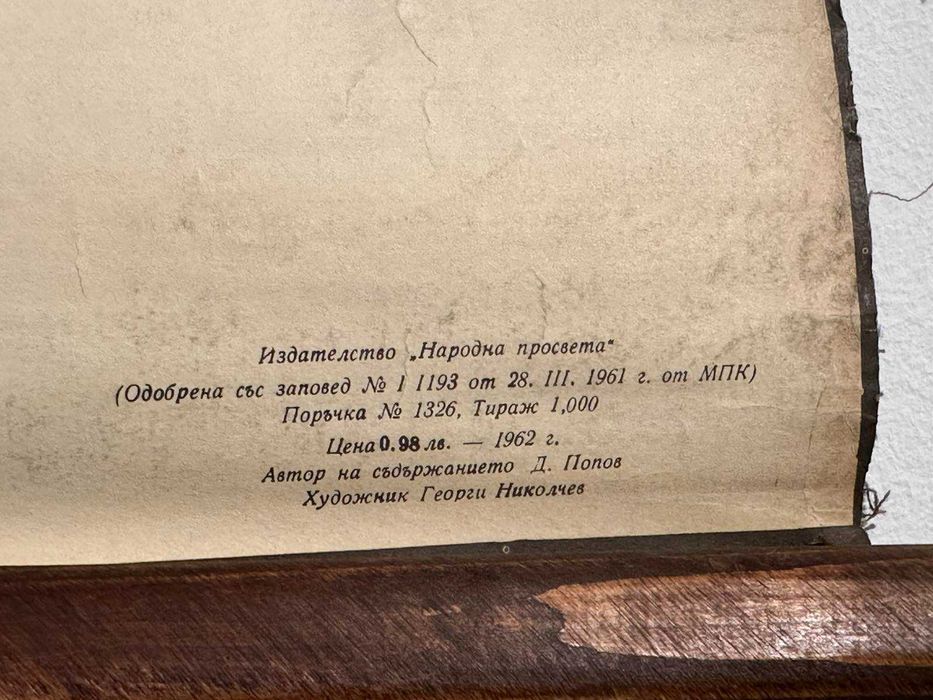 Издателство „Народна просвета“
(Одобрена със заповед № I 1193 от 28. III. 1961 г. от МПК)
Поръчка № 1326, Тираж 1,000
Цена 0.98 лв. — 1962 г.
Автор на съдържанието Д. Попов
Художник Георги Николчев